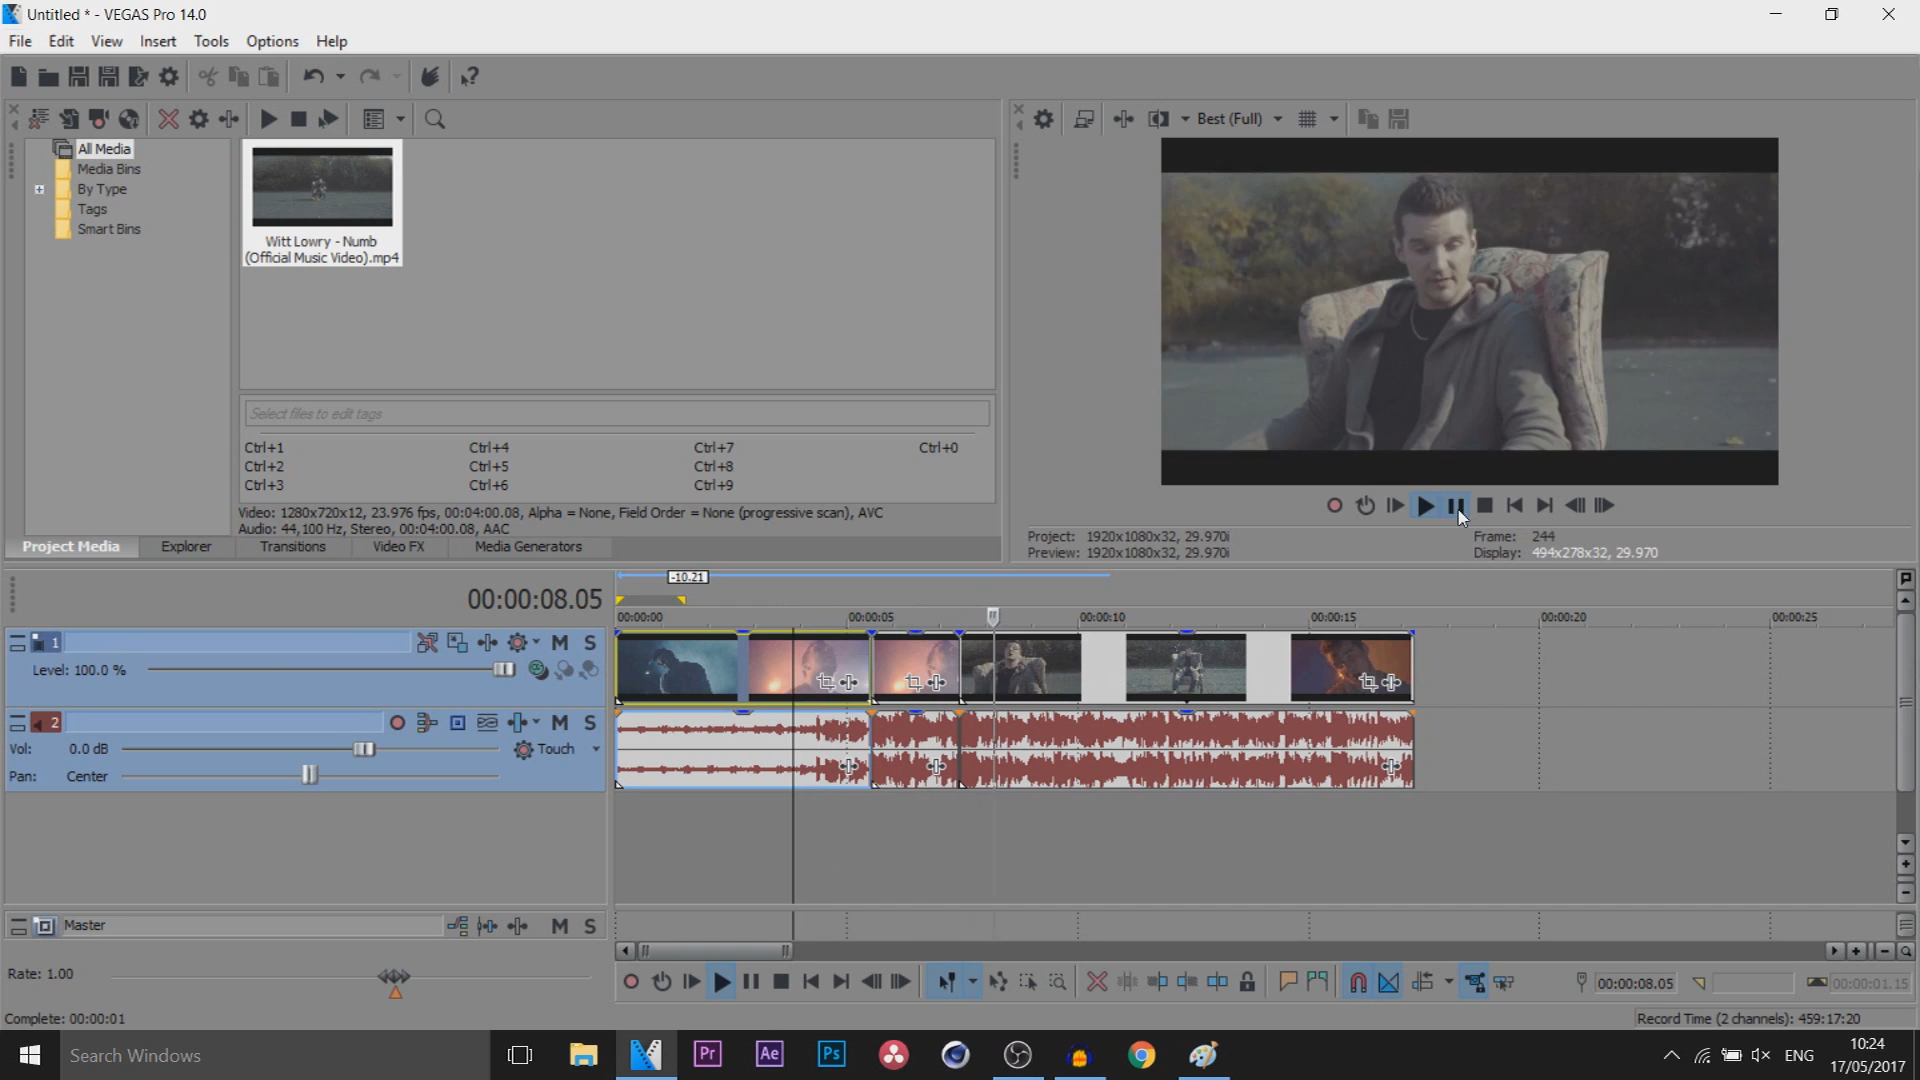 Untitled * - VEGAS Pro 14.0
File Edit View Insert Tools Options Help
Best (Full)
All Media
Media Bins
By Type
Tags
Smart Bins
Witt Lowry - Numb
(Official Music Video).mp4
Select files to edit tags
Ctrl+1 Ctrl+4 Ctrl+7 Ctrl+0
Ctrl+2 Ctrl+5 Ctrl+8
Ctrl+3 Ctrl+6 Ctrl+9
Video: 1280x720x12, 23.976 fps, 00:04:00.08, Alpha = None, Field Order = None (progressive scan), AVC
Audio: 44,100 Hz, Stereo, 00:04:00.08, AAC
Project Media Explorer Transitions Video FX Media Generators
Project: 1920x1080x32, 29.970i
Preview: 1920x1080x32, 29.970i
Frame: 244
Display: 494x278x32, 29.970
00:00:08.05
-10.21
00:00:00 00:00:05 00:00:10 00:00:15 00:00:20 00:00:25
1 M S
Level: 100.0 %
2 M S
Vol: 0.0 dB Touch
Pan: Center
Master M S
Rate: 1.00
00:00:08.05 00:00:01.15
Complete: 00:00:01
Record Time (2 channels): 459:17:20
Search Windows
Pr Ae Ps
ENG
10:24
17/05/2017